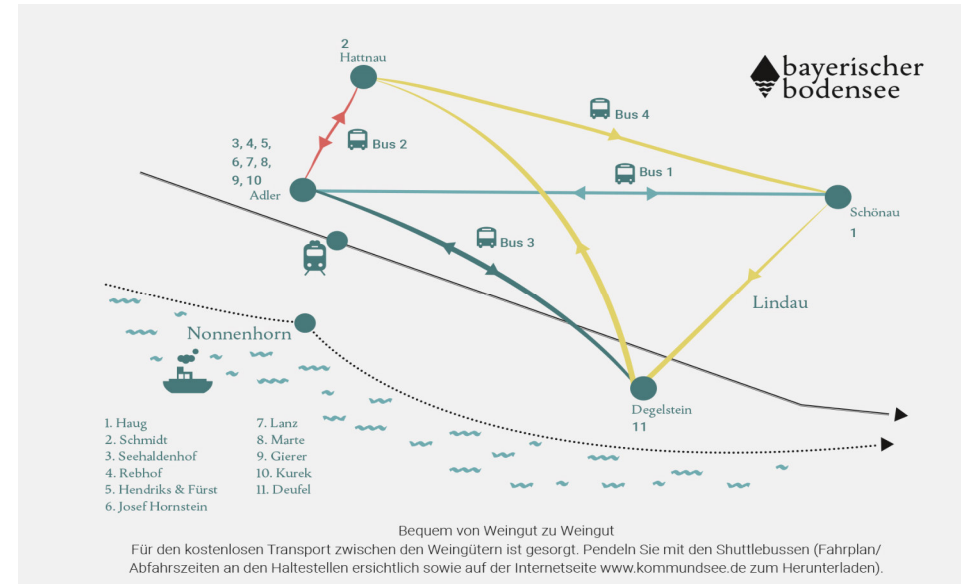 2
Hattnau
bayerischer
bodensee
Bus 4
3, 4, 5,
6, 7, 8,
9, 10
Adler
Bus 2
Bus 1
Schönau
1
Bus 3
Lindau
Nonnenhorn
Degelstein
11
1. Haug
2. Schmidt
3. Seehaldenhof
4. Rebhof
5. Hendriks & Fürst
6. Josef Hornstein
7. Lanz
8. Marte
9. Gierer
10. Kurek
11. Deufel
Bequem von Weingut zu Weingut
Für den kostenlosen Transport zwischen den Weingütern ist gesorgt. Pendeln Sie mit den Shuttlebussen (Fahrplan/
Abfahrszeiten an den Haltestellen ersichtlich sowie auf der Internetseite www.kommundsee.de zum Herunterladen).